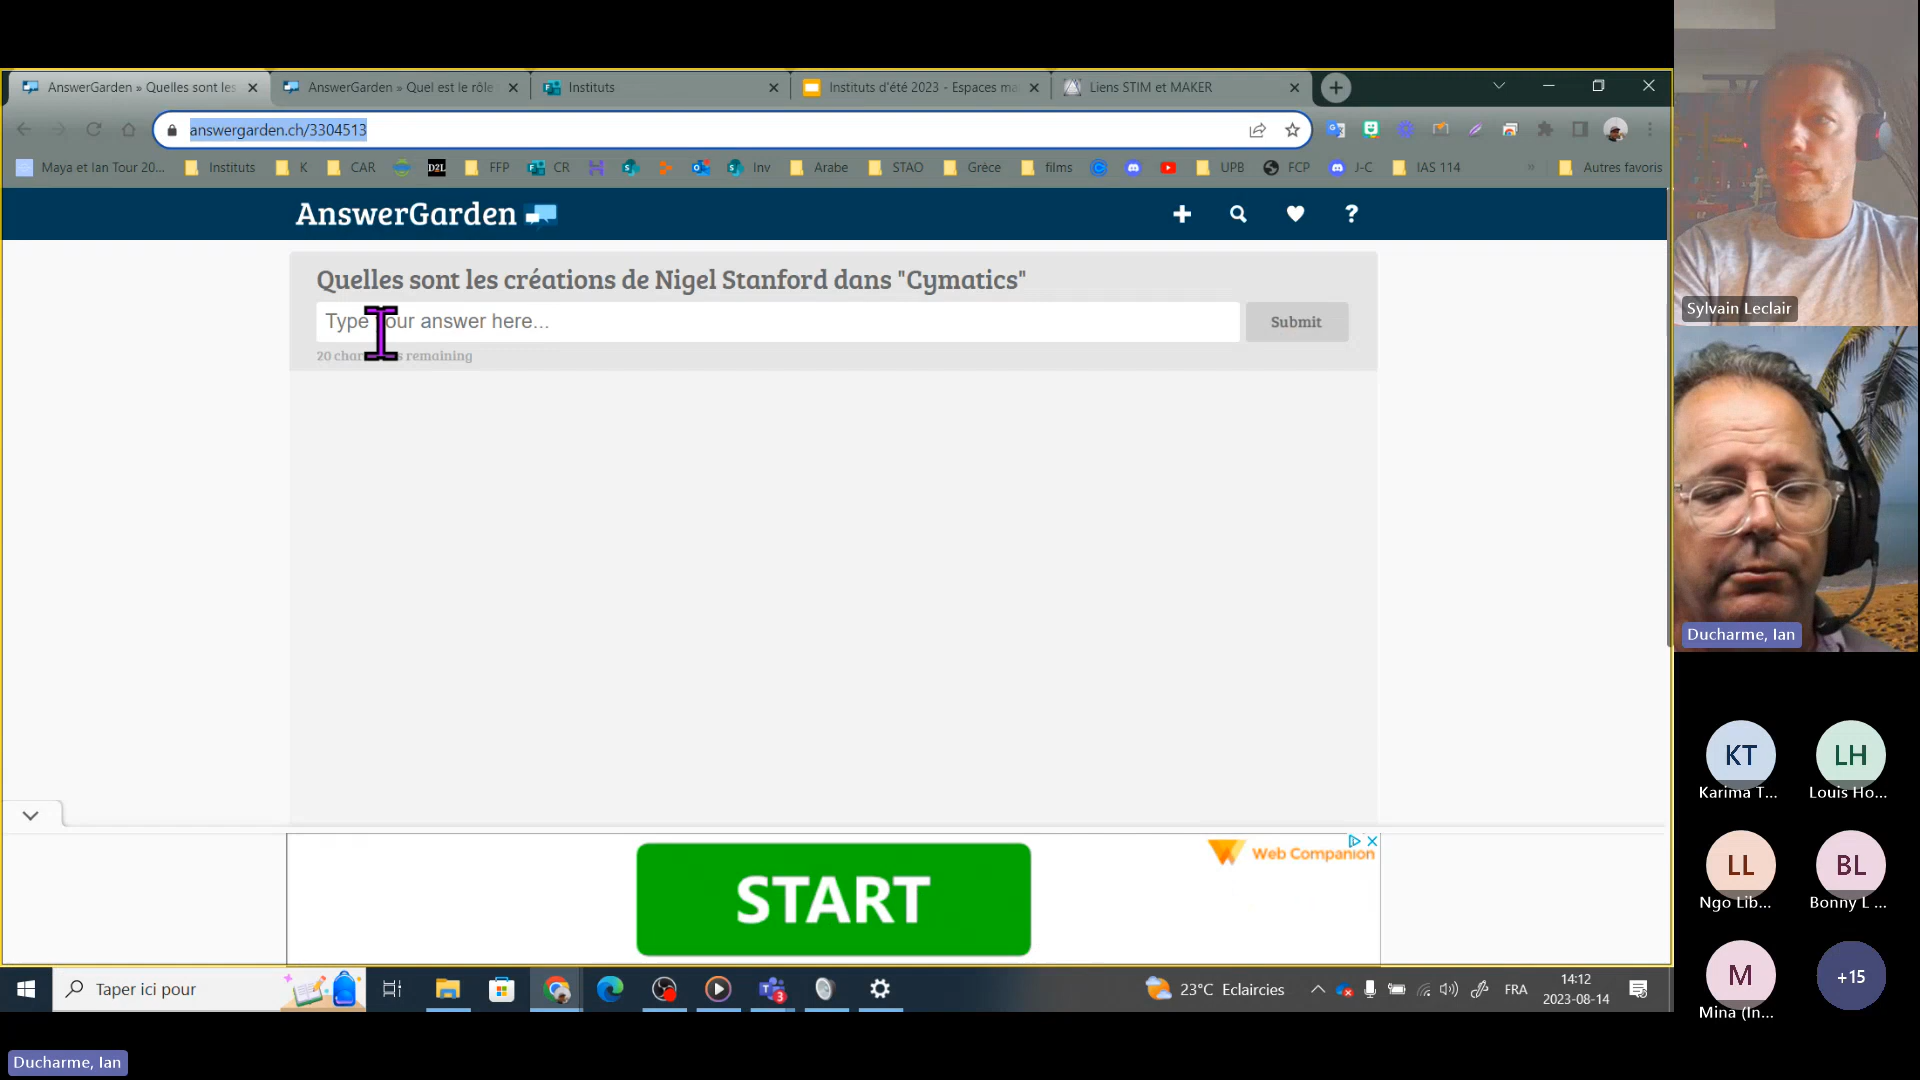 AnswerGarden » Quelles sont les
AnswerGarden » Quel est le rôle
Instituts
Instituts d'été 2023 - Espaces ma
Liens STIM et MAKER
answergarden.ch/3304513
Maya et Ian Tour 20...
Instituts
K
CAR
D2L
FFP
CR
Inv
Arabe
STAO
Gréce
films
UPB
FCP
J-C
IAS 114
»
Autres favoris
AnswerGarden
Quelles sont les créations de Nigel Stanford dans "Cymatics"
Type your answer here...
Submit
20 remaining
START
Web Companion
Taper ici pour
3
23°C Eclaircies
FRA
14:12
2023-08-14
Sylvain Leclair
Ducharme, Ian
KT
Karima T...
LH
Louis Ho...
LL
Ngo Lib...
BL
Bonny L ...
M
Mina (In...
+15
Ducharme, Ian